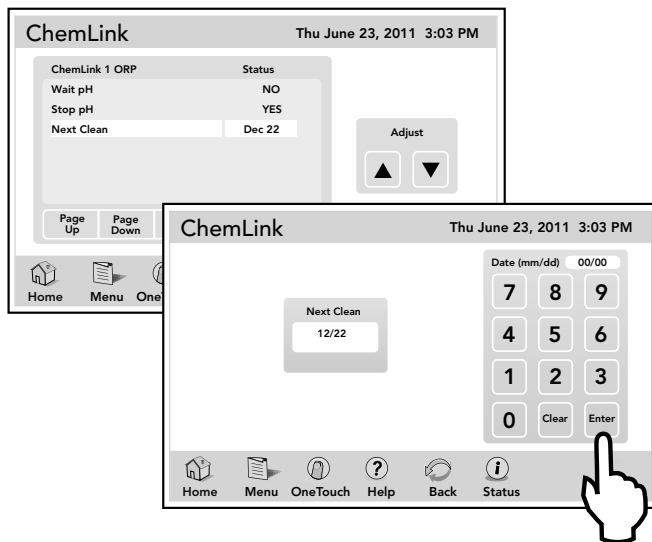 ChemLink Thu June 23, 2011 3:03 PM
ChemLink 1 ORP Status
Wait pH NO
Stop pH YES
Next Clean Dec 22
Adjust
Page Up Page Down
Home Menu
ChemLink Thu June 23, 2011 3:03 PM
Date (mm/dd) 00/00
Next Clean
12/22
7 8 9
4 5 6
1 2 3
0 Clear Enter
Home Menu OneTouch Help Back Status